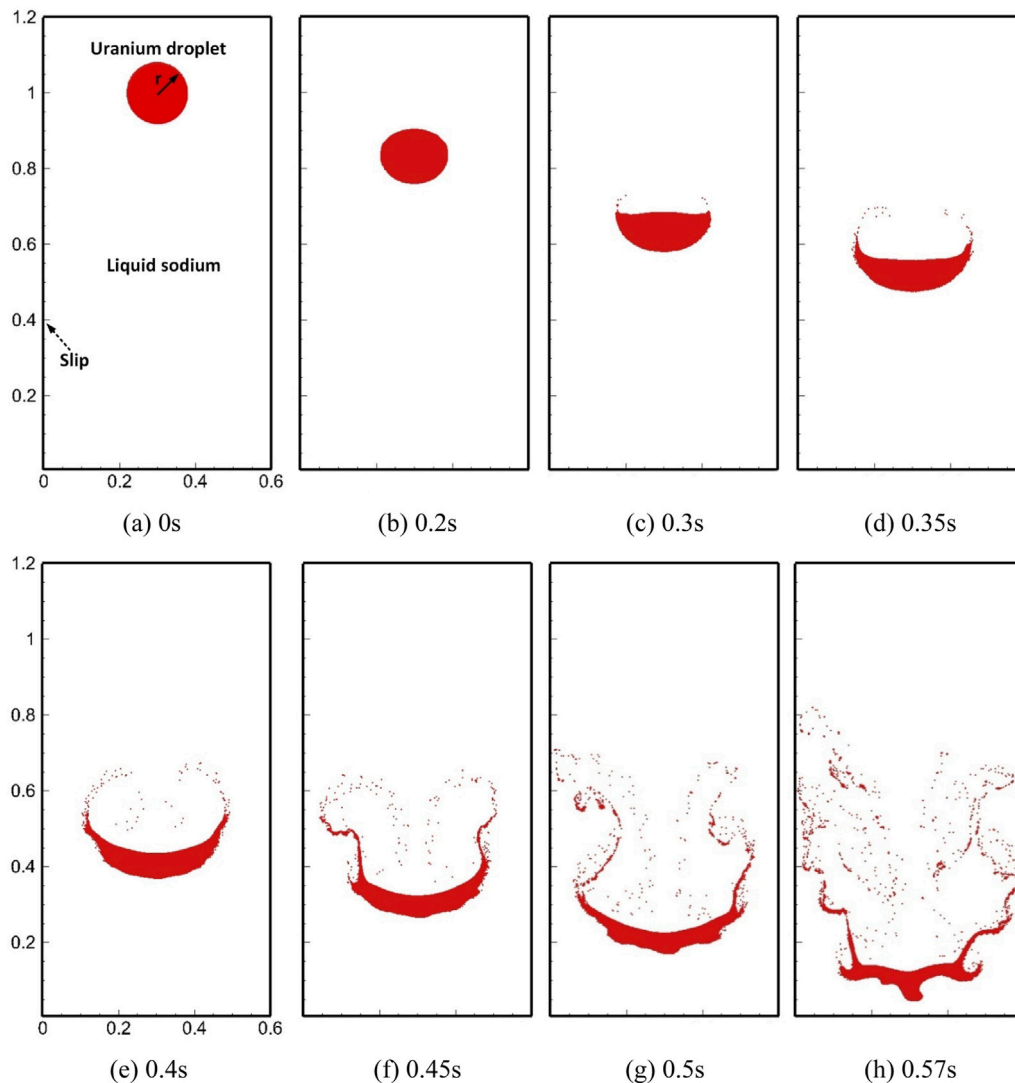 1.2
Uranium droplet
r
1
0.8
0.6
Liquid sodium
0.4
Slip
0.2
0 0.2 0.4 0.6
(a) 0s
(b) 0.2s
(c) 0.3s
(d) 0.35s
1.2
1
0.8
0.6
0.4
0.2
0
0 0.2 0.4 0.6
(e) 0.4s
(f) 0.45s
(g) 0.5s
(h) 0.57s